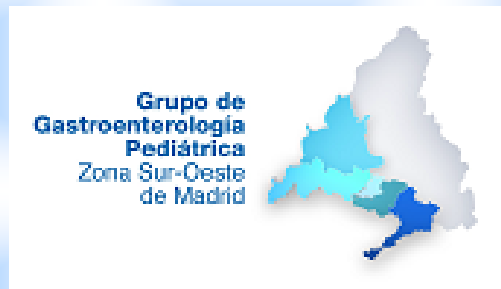 Grupo de
Gastroenterología
Pediátrica
Zona Sur-Oeste
de Madrid